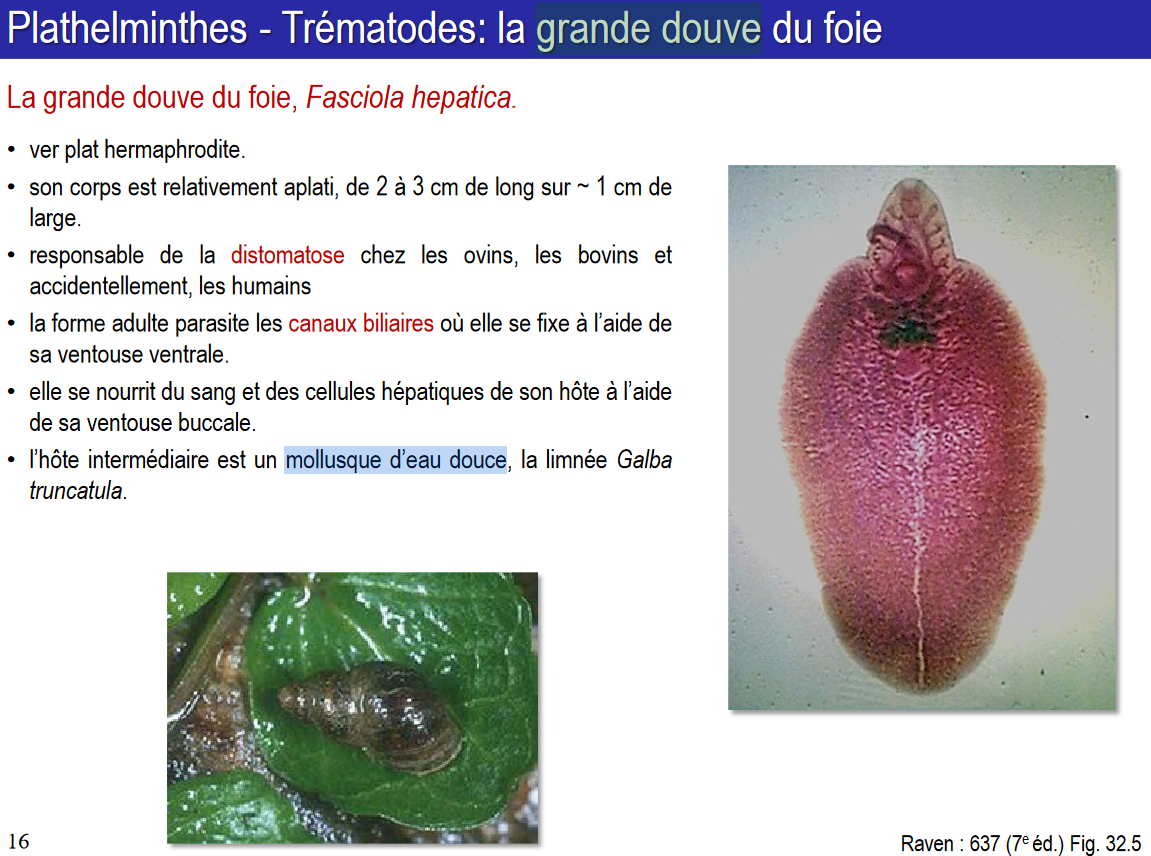 Plathelminthes - Trématodes: la grande douve du foie
La grande douve du foie, Fasciola hepatica.
• ver plat hermaphrodite.
• son corps est relativement aplati, de 2 à 3 cm de long sur ~ 1 cm de
large.
• responsable de la distomatose chez les ovins, les bovins et
accidentellement, les humains
• la forme adulte parasite les canaux biliaires où elle se fixe à l’aide de
sa ventouse ventrale.
• elle se nourrit du sang et des cellules hépatiques de son hôte à l’aide
de sa ventouse buccale.
• l’hôte intermédiaire est un mollusque d’eau douce, la limnée Galba
truncatula.
16
Raven : 637 (7e éd.) Fig. 32.5